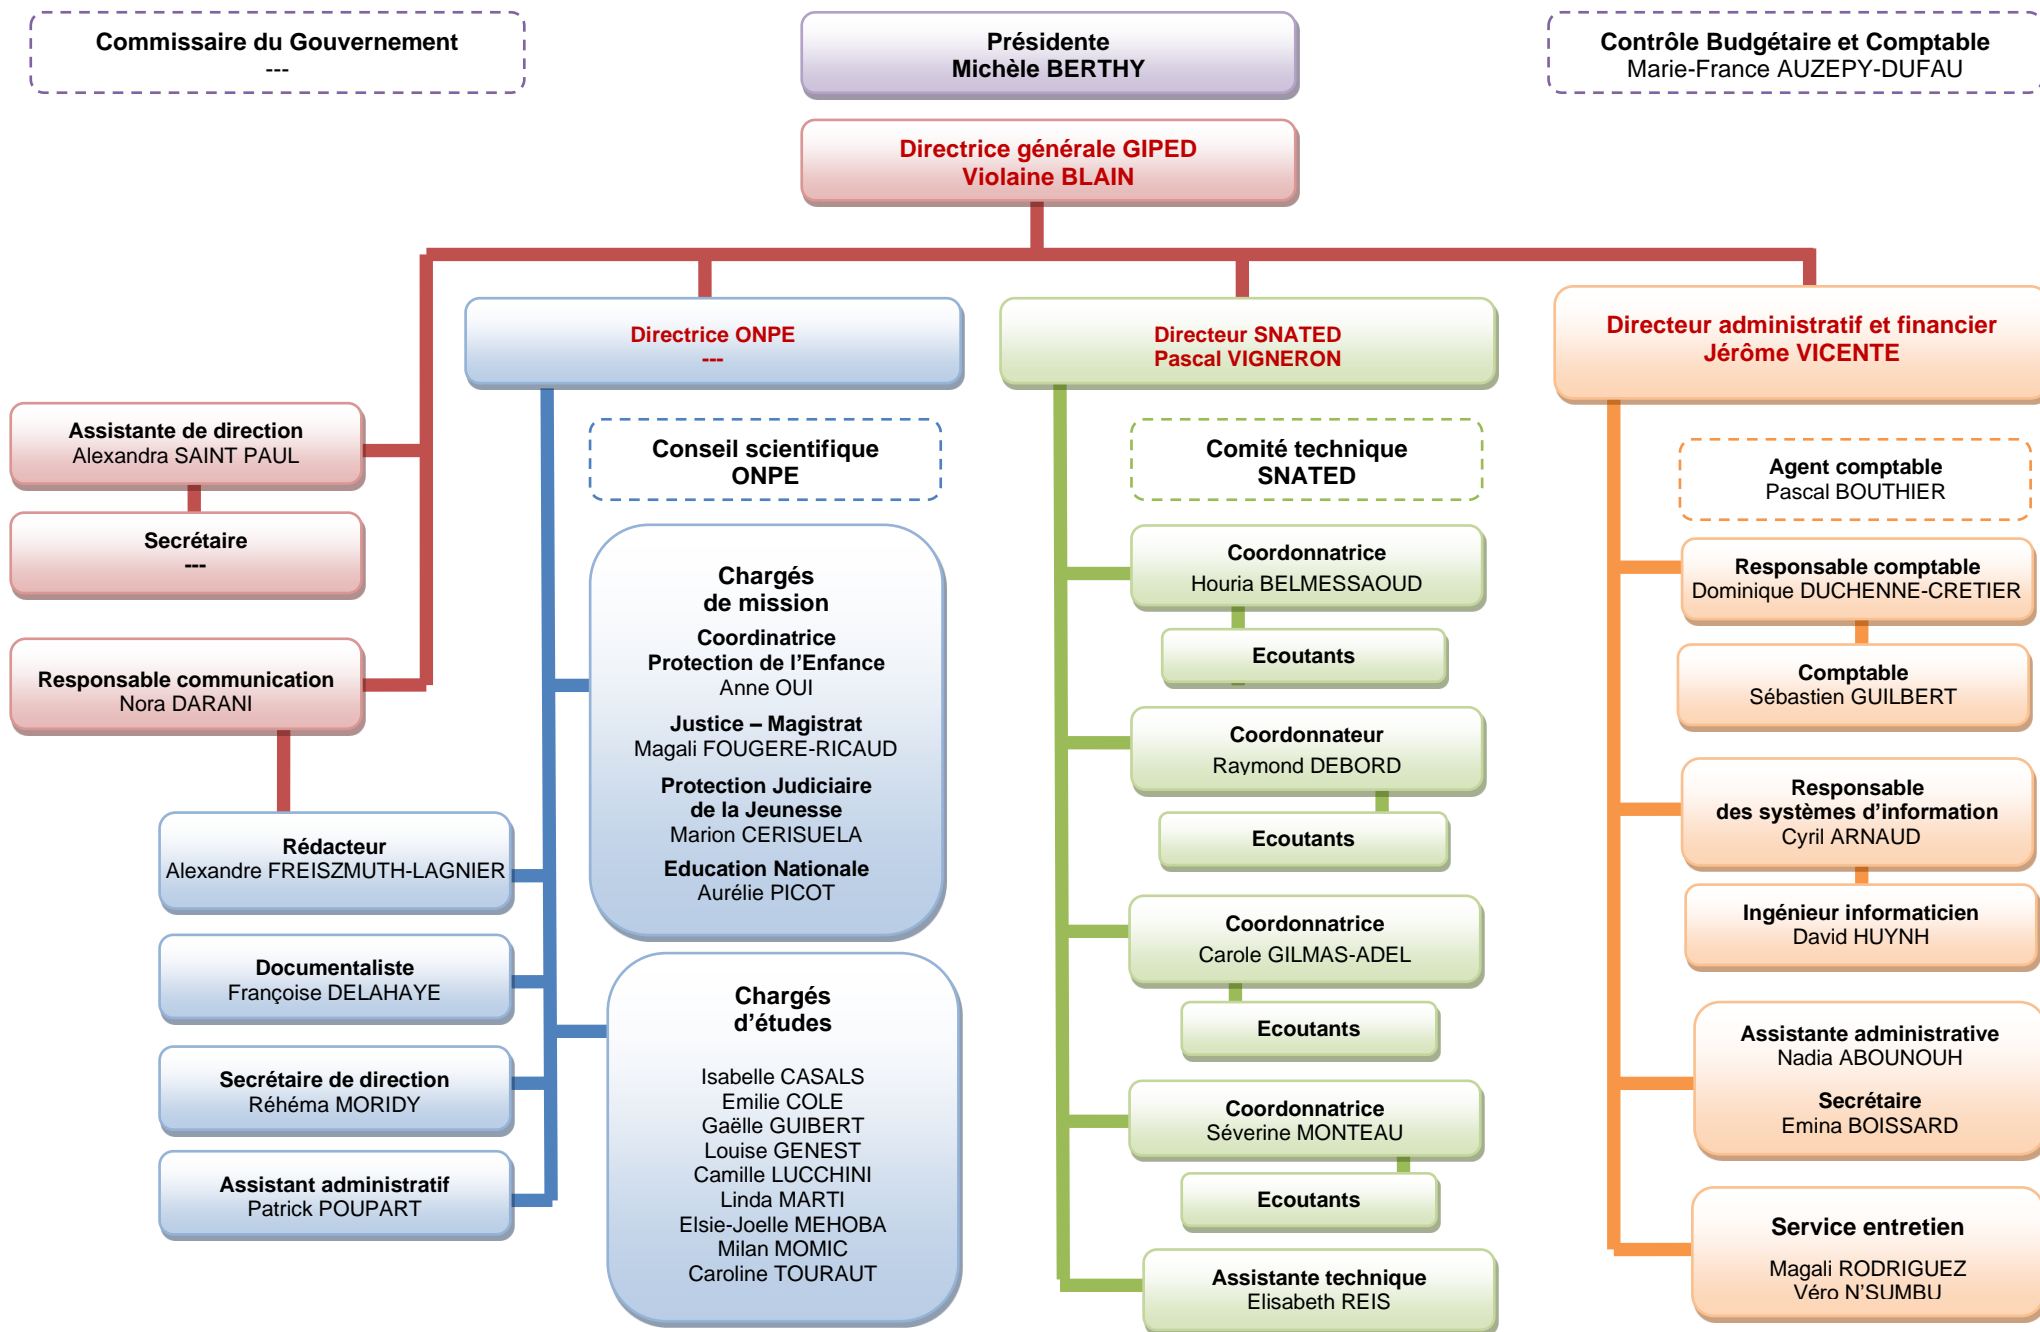 Commissaire du Gouvernement
---
Présidente
Michèle BERTHY
Contrôle Budgétaire et Comptable
Marie-France AUZEPY-DUFAU
Directrice générale GIPED
Violaine BLAIN
Assistante de direction
Alexandra SAINT PAUL
Secrétaire
---
Responsable communication
Nora DARANI
Directrice ONPE
---
Conseil scientifique
ONPE
Chargés
de mission
Coordinatrice
Protection de l’Enfance
Anne OUI
Justice – Magistrat
Magali FOUGERE-RICAUD
Protection Judiciaire
de la Jeunesse
Marion CERISUELA
Education Nationale
Aurélie PICOT
Rédacteur
Alexandre FREISZMUTH-LAGNIER
Documentaliste
Françoise DELAHAYE
Secrétaire de direction
Réhéma MORIDY
Assistant administratif
Patrick POUPART
Chargés
d’études
Isabelle CASALS
Emilie COLE
Gaëlle GUIBERT
Louise GENEST
Camille LUCCHINI
Linda MARTI
Elsie-Joelle MEHOBA
Milan MOMIC
Caroline TOURAUT
Directeur SNATED
Pascal VIGNERON
Comité technique
SNATED
Coordonnatrice
Houria BELMESSAOUD
Ecoutants
Coordonnateur
Raymond DEBORD
Ecoutants
Coordonnatrice
Carole GILMAS-ADEL
Ecoutants
Coordonnatrice
Séverine MONTEAU
Ecoutants
Assistante technique
Elisabeth REIS
Directeur administratif et financier
Jérôme VICENTE
Agent comptable
Pascal BOUTHIER
Responsable comptable
Dominique DUCHENNE-CRETIER
Comptable
Sébastien GUILBERT
Responsable
des systèmes d’information
Cyril ARNAUD
Ingénieur informaticien
David HUYNH
Assistante administrative
Nadia ABOUNOUH
Secrétaire
Emina BOISSARD
Service entretien
Magali RODRIGUEZ
Véro N’SUMBU